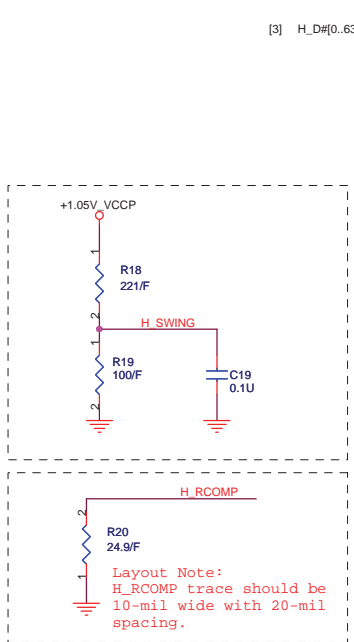 [3] H_D#[0..63
+1.05V_VCCP
1
R18
221/F
2
H_SWING
1
R19
100/F
2
C19
0.1U
H_RCOMP
2
R20
24.9/F
1
Layout Note:
H_RCOMP trace should be
10-mil wide with 20-mil
spacing.